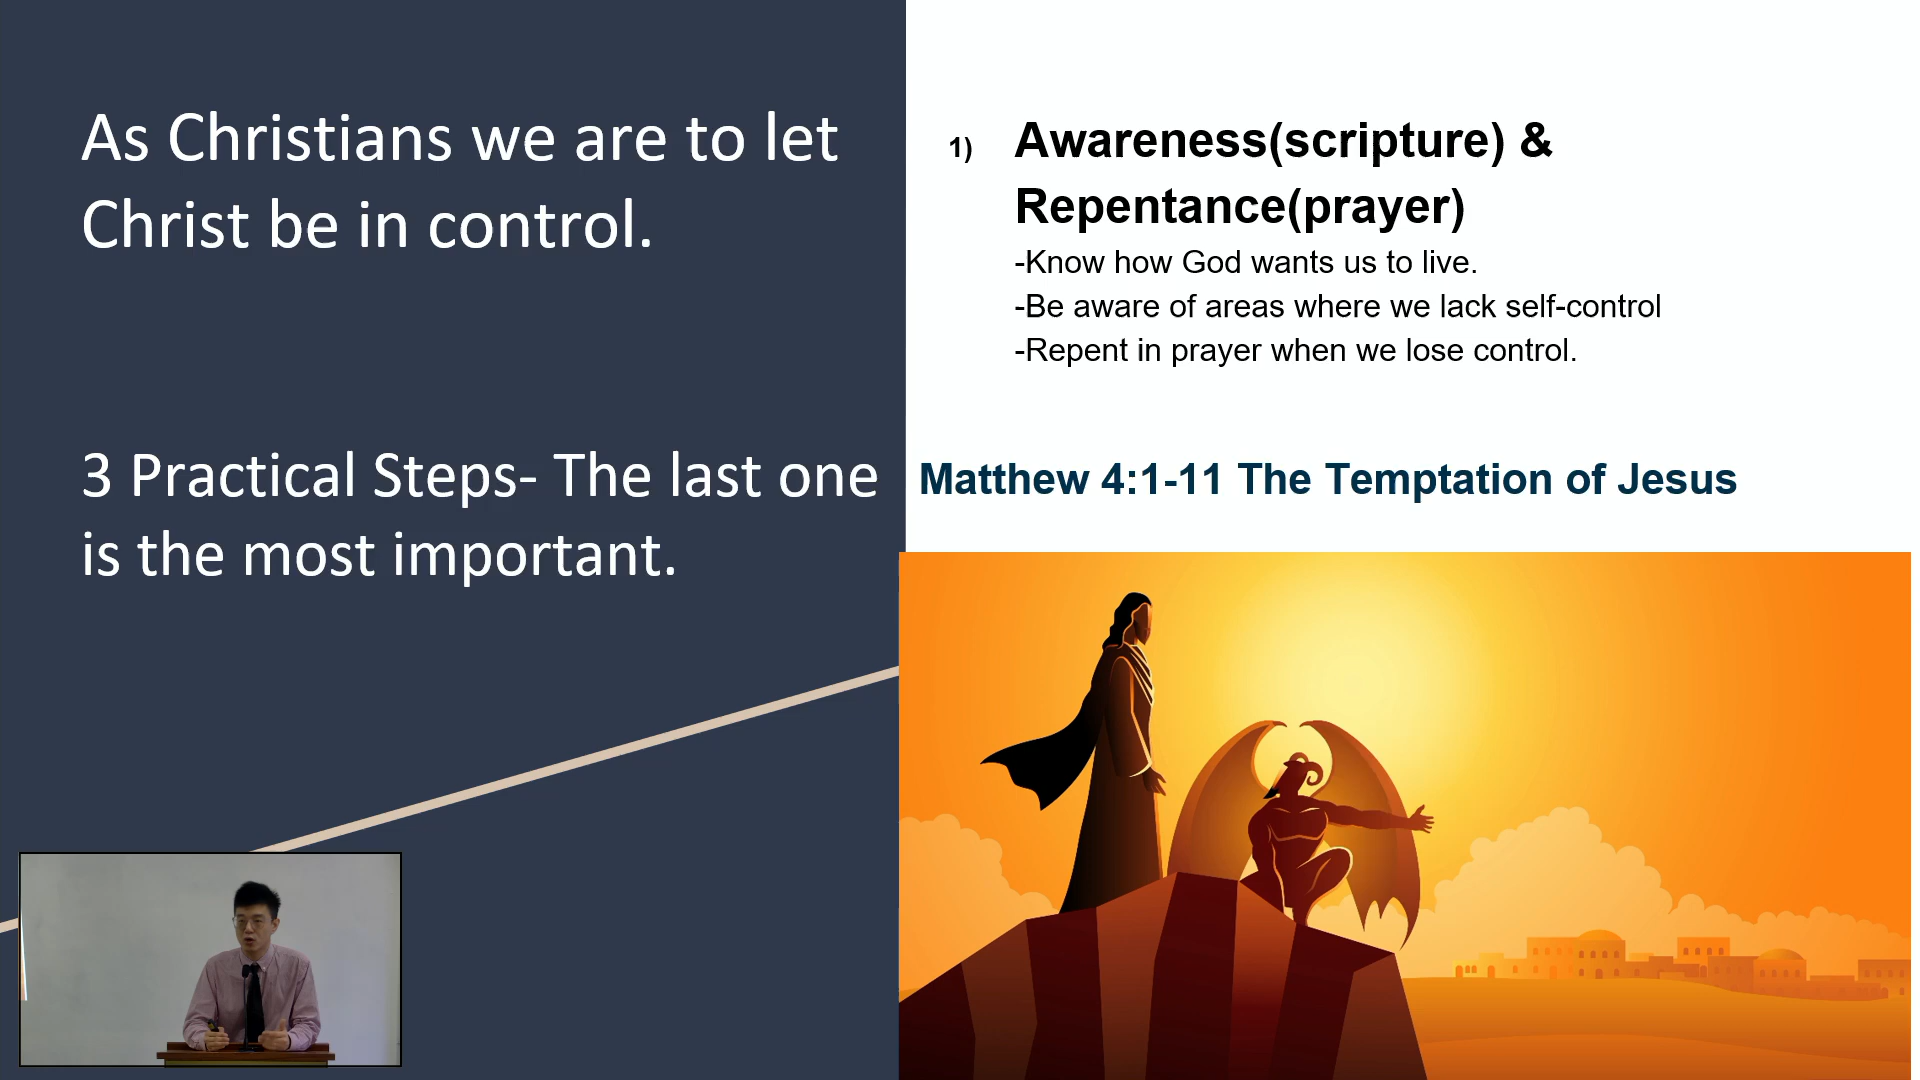 As Christians we are to let
Christ be in control.
3 Practical Steps- The last one
is the most important.
1) Awareness(scripture) &
Repentance(prayer)
-Know how God wants us to live.
-Be aware of areas where we lack self-control
-Repent in prayer when we lose control.
Matthew 4:1-11 The Temptation of Jesus